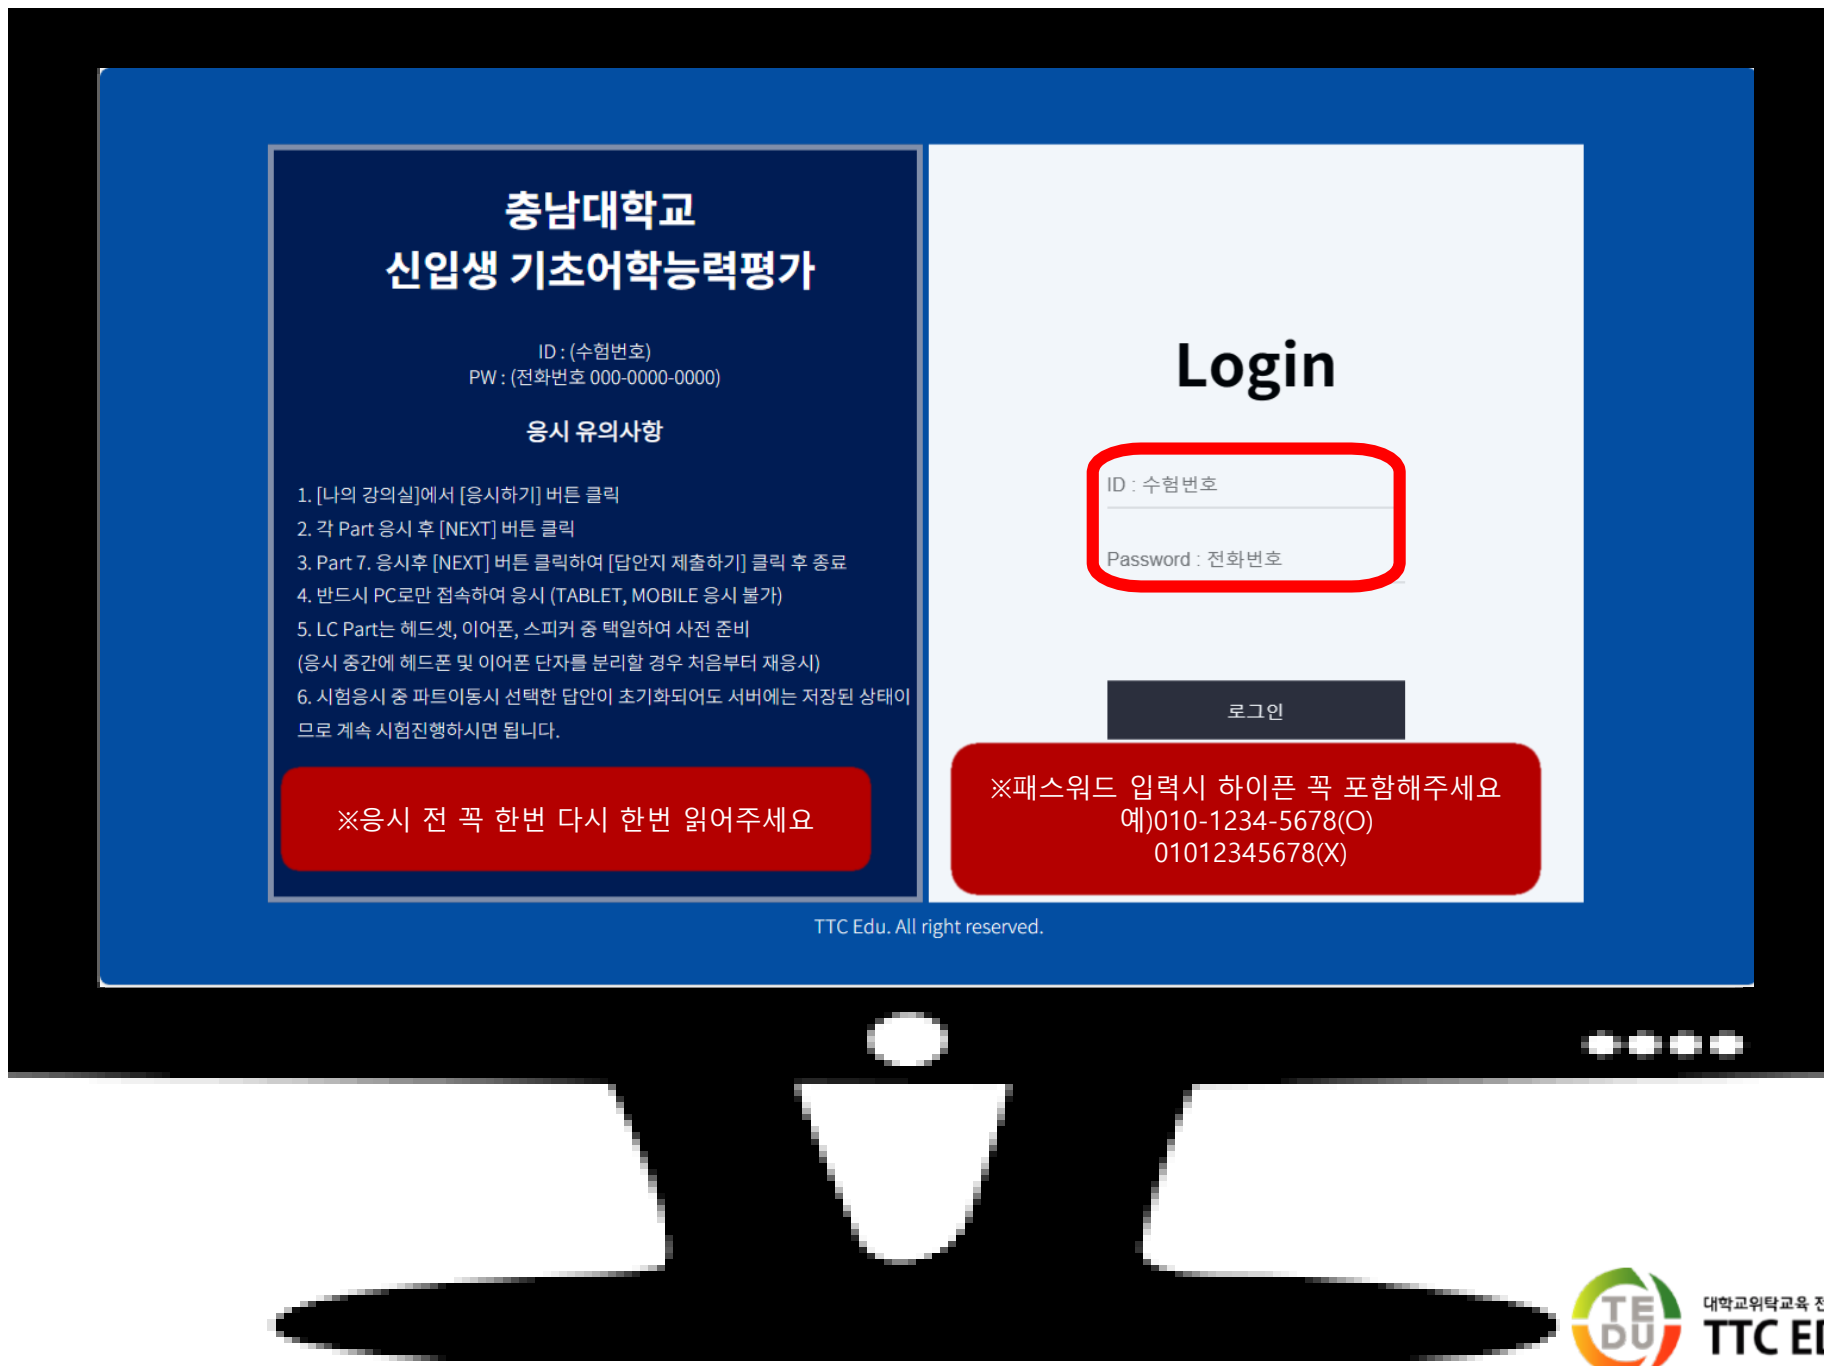 충남대학교
신입생 기초어학능력평가
ID : (수험번호)
PW : (전화번호 000-0000-0000)
응시 유의사항
1. [나의 강의실]에서 [응시하기] 버튼 클릭
2. 각 Part 응시 후 [NEXT] 버튼 클릭
3. Part 7. 응시후 [NEXT] 버튼 클릭하여 [답안지 제출하기] 클릭 후 종료
4. 반드시 PC로만 접속하여 응시 (TABLET, MOBILE 응시 불가)
5. LC Part는 헤드셋, 이어폰, 스피커 중 택일하여 사전 준비
(응시 중간에 헤드폰 및 이어폰 단자를 분리할 경우 처음부터 재응시)
6. 시험응시 중 파트이동시 선택한 답안이 초기화되어도 서버에는 저장된 상태이
므로 계속 시험진행하시면 됩니다.
※응시 전 꼭 한번 다시 한번 읽어주세요
Login
ID : 수험번호
Password : 전화번호
로그인
※패스워드 입력시 하이픈 꼭 포함해주세요
예)010-1234-5678(O)
01012345678(X)
TTC Edu. All right reserved.
TE
DU
대학교위탁교육
TTC